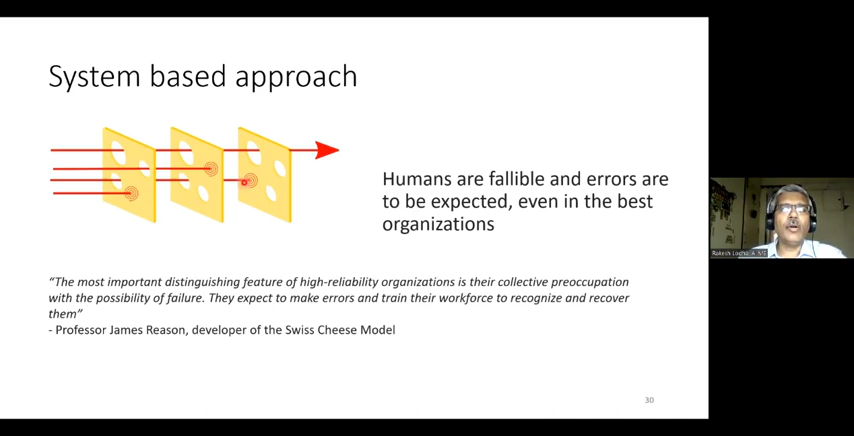 System based approach
Humans are fallible and errors are
to be expected, even in the best
organizations
“The most important distinguishing feature of high-reliability organizations is their collective preoccupation
with the possibility of failure. They expect to make errors and train their workforce to recognize and recover
them”
- Professor James Reason, developer of the Swiss Cheese Model
30
Rakesh